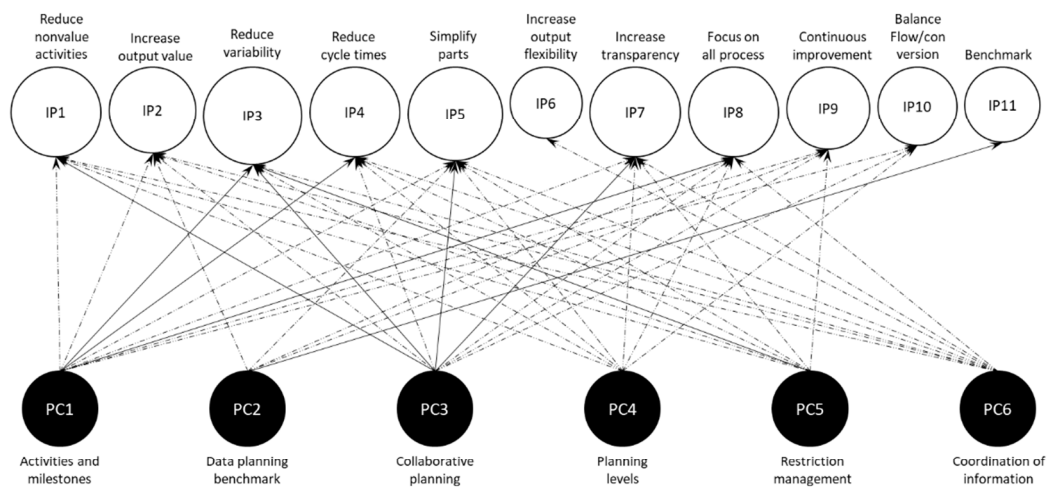 Reduce
nonvalue
activities
Increase
output value
Reduce
variability
Reduce
cycle times
Simplify
parts
Increase
output
flexibility
Increase
transparency
Focus on
all process
Continuous
improvement
Balance
Flow/con
version
Benchmark
IP1
IP2
IP3
IP4
IP5
IP6
IP7
IP8
IP9
IP10
IP11
PC1
PC2
PC3
PC4
PC5
PC6
Activities and
milestones
Data planning
benchmark
Collaborative
planning
Planning
levels
Restriction
management
Coordination of
information